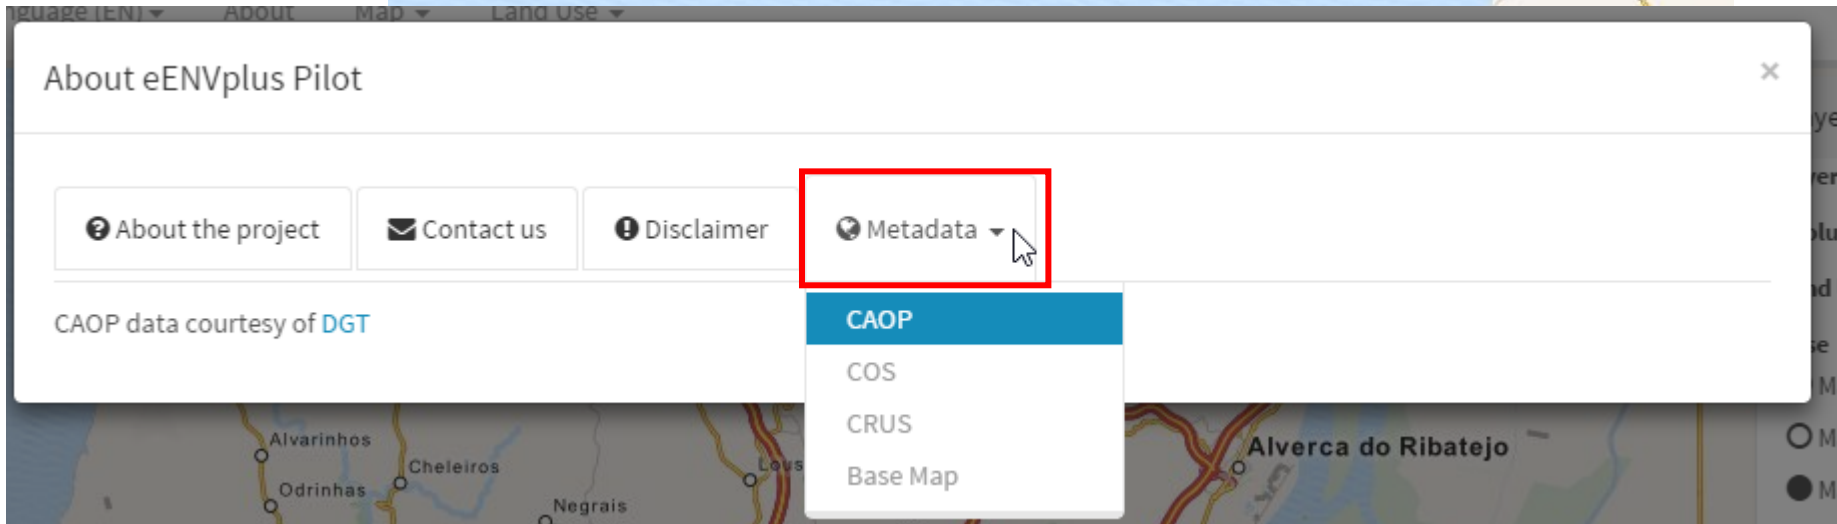 About Map Land Use
About eENVplus Pilot
×
About the project
Contact us
Disclaimer
Metadata
CAOP data courtesy of DGT
CAOP
COS
CRUS
Base Map
Alvarinhos
Cheleiros
Odrinhas
Negrais
Alverca do Ribatejo